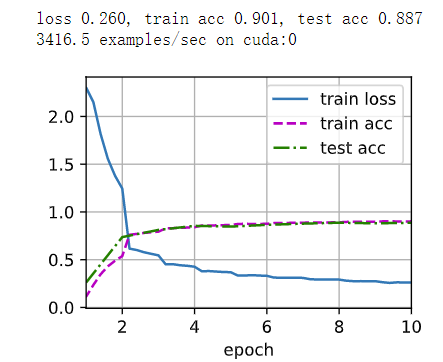 loss 0.260, train acc 0.901, test acc 0.887
3416.5 examples/sec on cuda:0
train loss
train acc
test acc
2.0
1.5
1.0
0.5
0.0
2 4 6 8 10
epoch